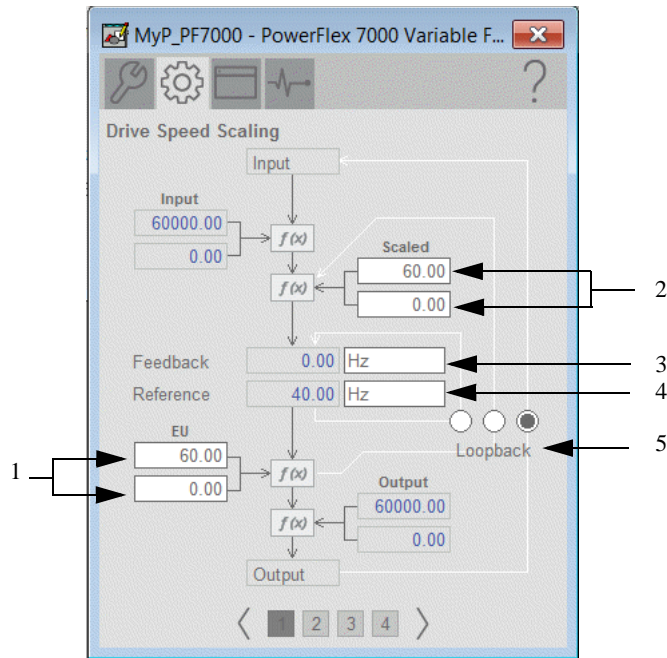 MyP_PF7000 - PowerFlex 7000 Variable F...
?
Drive Speed Scaling
Input
Input
60000.00
0.00
f(x)
Scaled
60.00
0.00
2
f(x)
Feedback 0.00 Hz 3
Reference 40.00 Hz 4
Loopback 5
EU
60.00
0.00
1
f(x)
Output
60000.00
0.00
f(x)
Output
1 2 3 4